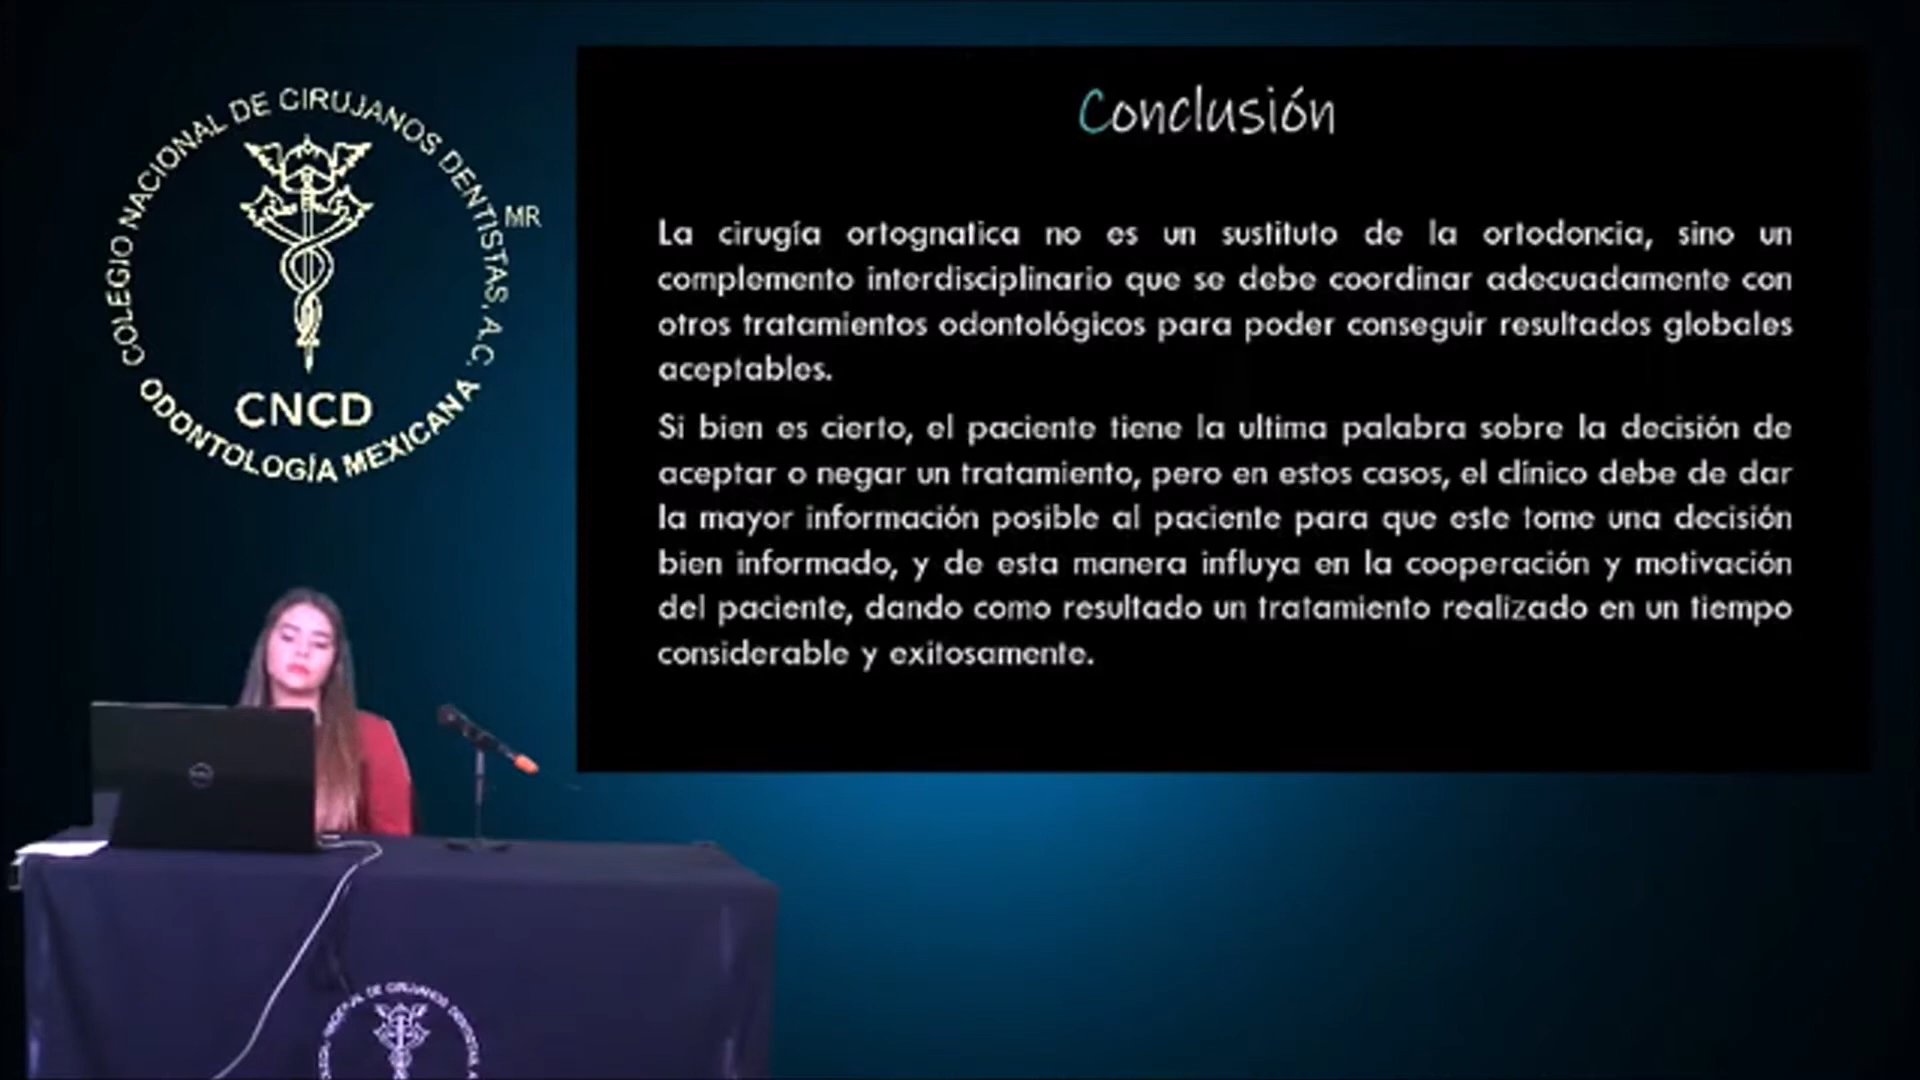 COLEGIO NACIONAL DE CIRUJANOS DENTISTAS, A.C.
MR
CNCD
ODONTOLOGÍA MEXICANA
Conclusión
La cirugía ortognatica no es un sustituto de la ortodoncia, sino un
complemento interdisciplinario que se debe coordinar adecuadamente con
otros tratamientos odontológicos para poder conseguir resultados globales
aceptables.
Si bien es cierto, el paciente tiene la ultima palabra sobre la decisión de
aceptar o negar un tratamiento, pero en estos casos, el clínico debe de dar
la mayor información posible al paciente para que este tome una decisión
bien informado, y de esta manera influya en la cooperación y motivación
del paciente, dando como resultado un tratamiento realizado en un tiempo
considerable y exitosamente.
DE CIRUJANOS